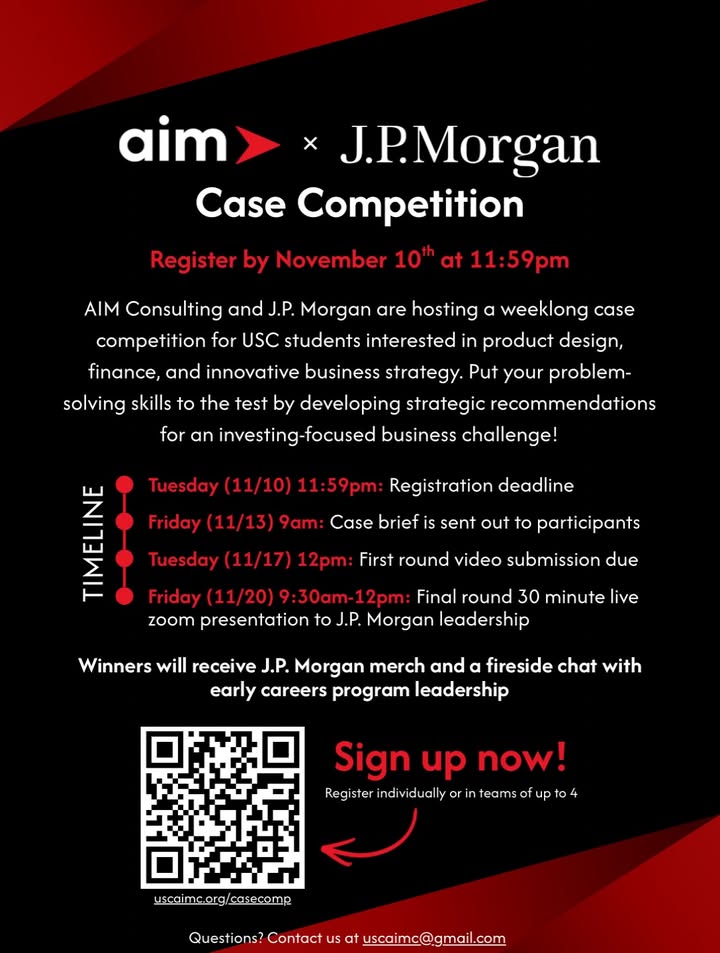 aim × J.P.Morgan
Case Competition
Register by November 10th at 11:59pm
AIM Consulting and J.P. Morgan are hosting a weeklong case
competition for USC students interested in product design,
finance, and innovative business strategy. Put your problem-
solving skills to the test by developing strategic recommendations
for an investing-focused business challenge!
TIMELINE
Tuesday (11/10) 11:59pm: Registration deadline
Friday (11/13) 9am: Case brief is sent out to participants
Tuesday (11/17) 12pm: First round video submission due
Friday (11/20) 9:30am-12pm: Final round 30 minute live
zoom presentation to J.P. Morgan leadership
Winners will receive J.P. Morgan merch and a fireside chat with
early careers program leadership
Sign up now!
Register individually or in teams of up to 4
uscaimc.org/casecomp
Questions? Contact us at uscaimc@gmail.com